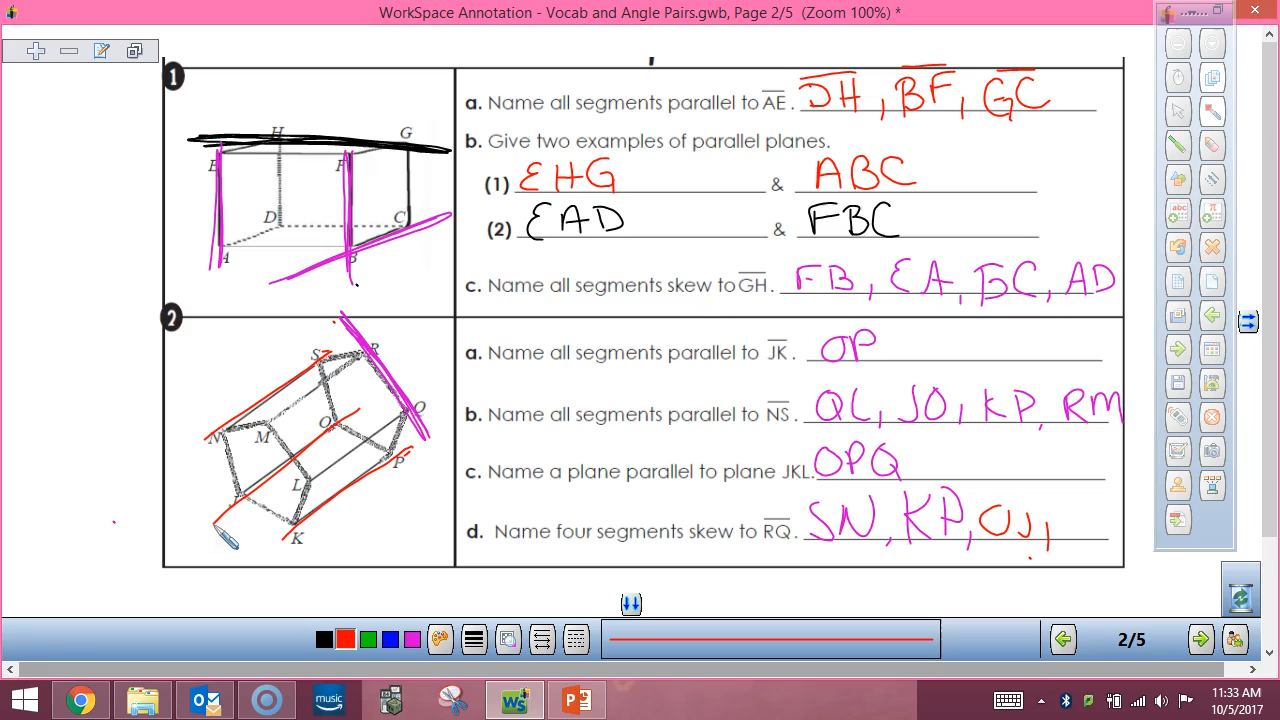 WorkSpace Annotation - Vocab and Angle Pairs.gwb, Page 2/5 (Zoom 100%) *
1
a. Name all segments parallel to AE. DH, BF, GC
b. Give two examples of parallel planes.
(1) EHG & ABC
(2) EAD & FBC
c. Name all segments skew to GH. FB, EA, BC, AD
H G
E F
D C
A B
2
a. Name all segments parallel to JK. OP
b. Name all segments parallel to NS. QL, JO, KP, RM
c. Name a plane parallel to plane JKL. OPQ
d. Name four segments skew to RQ. SN, KP, OJ,
S R
Q
N M O
P
L
J
K
abc
π
2/5
music
WS
11:33 AM
10/5/2017